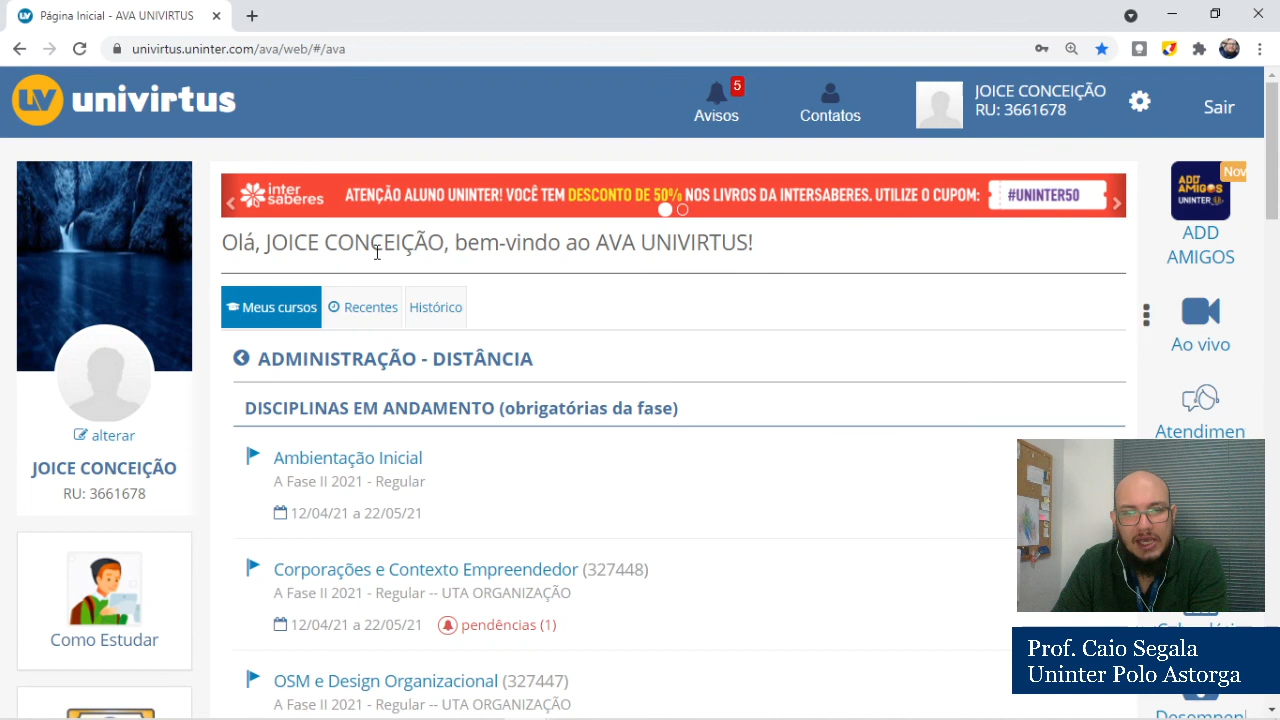 Página Inicial - AVA UNIVIRTUS
univirtus.uninter.com/ava/web/#/ava
UV univirtus
5
Avisos
Contatos
JOICE CONCEIÇÃO
RU: 3661678
Sair
inter saberes ATENÇÃO ALUNO UNINTER! VOCÊ TEM DESCONTO DE 50% NOS LIVROS DA INTERSABERES. UTILIZE O CUPOM: #UNINTER50
Olá, JOICE CONCEIÇÃO, bem-vindo ao AVA UNIVIRTUS!
Meus cursos
Recentes
Histórico
ADMINISTRAÇÃO - DISTÂNCIA
DISCIPLINAS EM ANDAMENTO (obrigatórias da fase)
Ambientação Inicial
A Fase II 2021 - Regular
12/04/21 a 22/05/21
Corporações e Contexto Empreendedor (327448)
A Fase II 2021 - Regular -- UTA ORGANIZAÇÃO
12/04/21 a 22/05/21 pendências (1)
OSM e Design Organizacional (327447)
A Fase II 2021 - Regular -- UTA ORGANIZAÇÃO
alterar
JOICE CONCEIÇÃO
RU: 3661678
Como Estudar
Nov
ADD
AMIGOS
UNINTER
ADD
AMIGOS
Ao vivo
Atendimen
Prof. Caio Segala
Uninter Polo Astorga